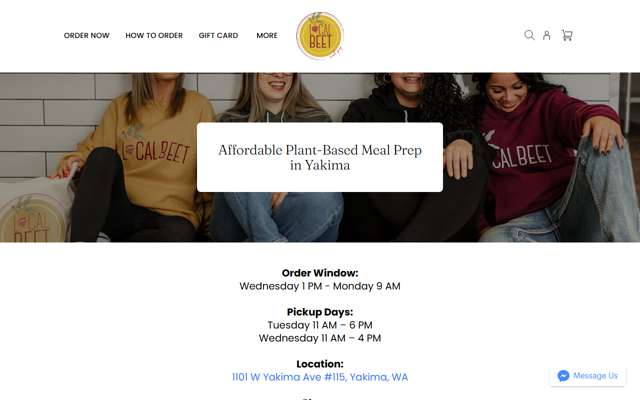 ORDER NOW HOW TO ORDER GIFT CARD MORE
LOCAL
BEET
LOCALBEET
LOCALBEET
LOCAL
BEET
Affordable Plant-Based Meal Prep
in Yakima
Order Window:
Wednesday 1 PM - Monday 9 AM
Pickup Days:
Tuesday 11 AM – 6 PM
Wednesday 11 AM – 4 PM
Location:
1101 W Yakima Ave #115, Yakima, WA
Message Us